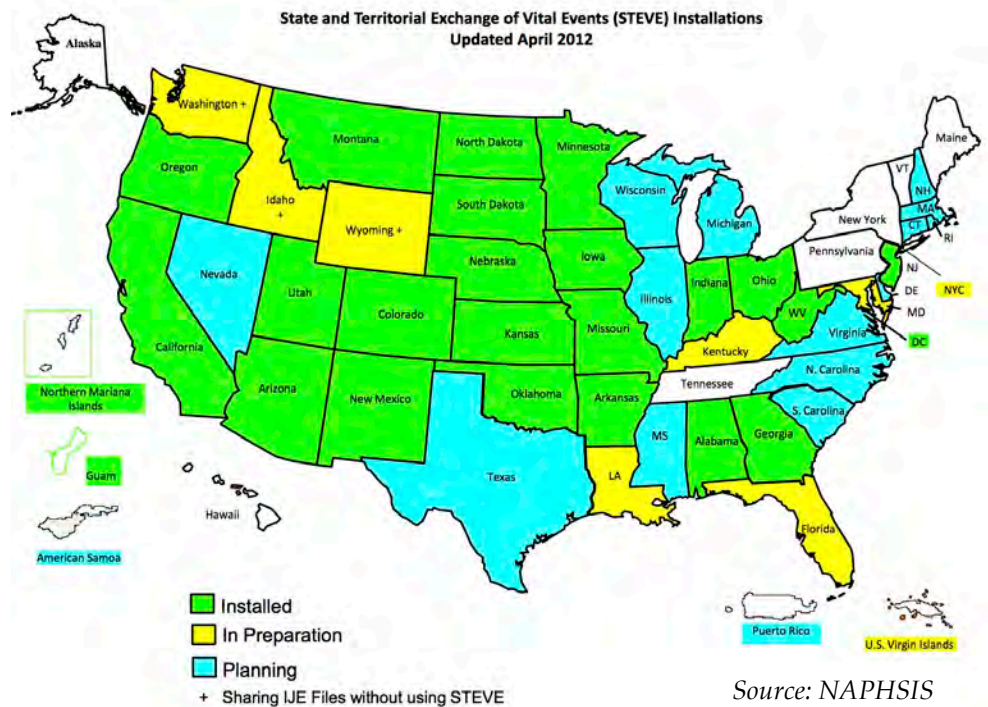 State and Territorial Exchange of Vital Events (STEVE) Installations
Updated April 2012
Alaska
Washington +
Montana
North Dakota
Minnesota
Maine
VT
Oregon
Idaho
+
Wisconsin
NH
South Dakota
Michigan
MA
Wyoming +
New York
CT
RI
Pennsylvania
Nebraska
Iowa
Nevada
Utah
Illinois
Indiana
Ohio
NJ
NYC
DE
Colorado
WV
MD
Kansas
Missouri
Virginia
DC
California
Kentucky
N. Carolina
Tennessee
Northern Mariana
Islands
Arizona
New Mexico
Oklahoma
Arkansas
S. Carolina
MS
Alabama
Georgia
Guam
Texas
LA
Hawaii
Florida
American Samoa
Installed
In Preparation
Puerto Rico
U.S. Virgin Islands
Planning
+ Sharing IJE Files without using STEVE
Source: NAPHSIS